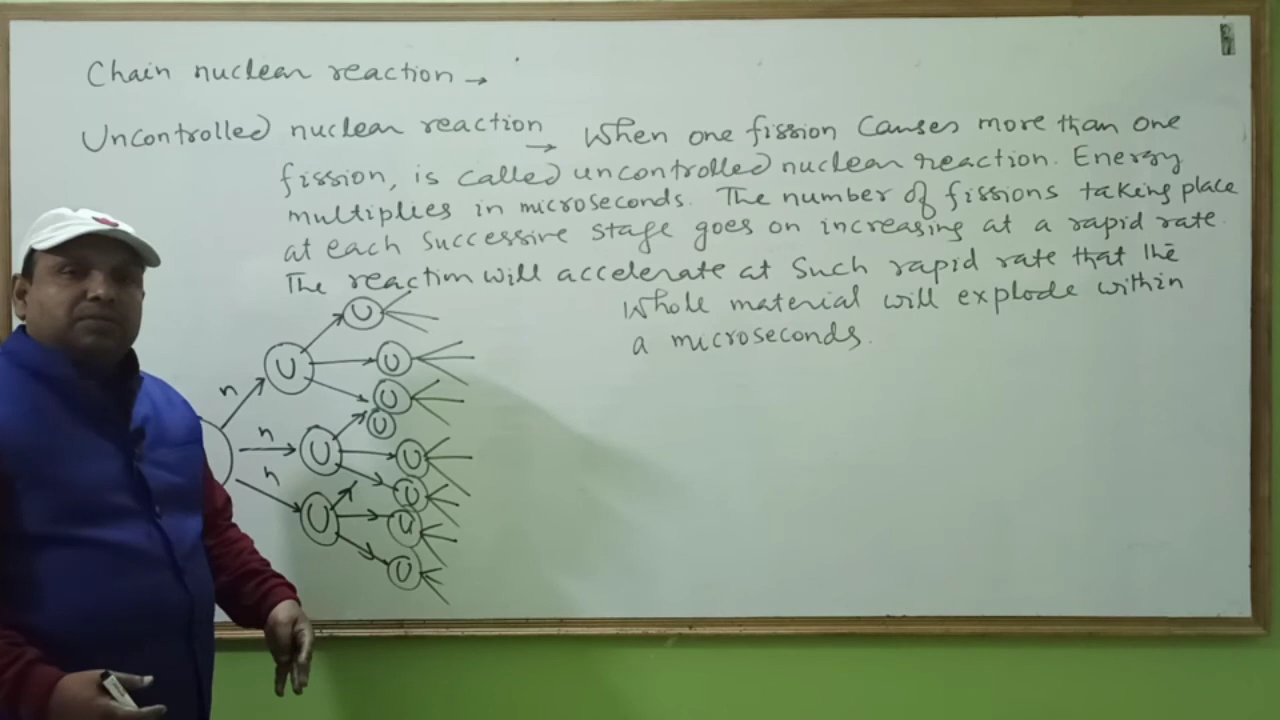 Chain nuclear reaction →
Uncontrolled nuclear reaction → When one fission causes more than one
fission, is called uncontrolled nuclear reaction. Energy
multiplies in microseconds. The number of fissions taking place
at each successive stage goes on increasing at a rapid rate.
The reaction will accelerate at such rapid rate that the
whole material will explode within
a microseconds.
U
U
U
U
n
U
n
U
U
n
U
U
U
U